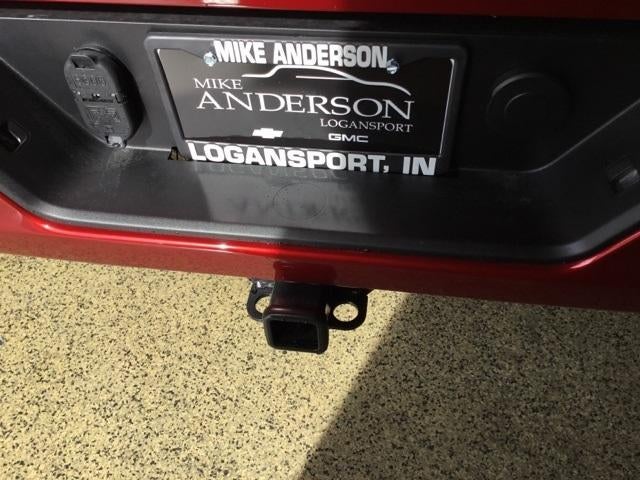 MIKE ANDERSON
MIKE
ANDERSON
LOGANSPORT
GMC
LOGANSPORT, IN